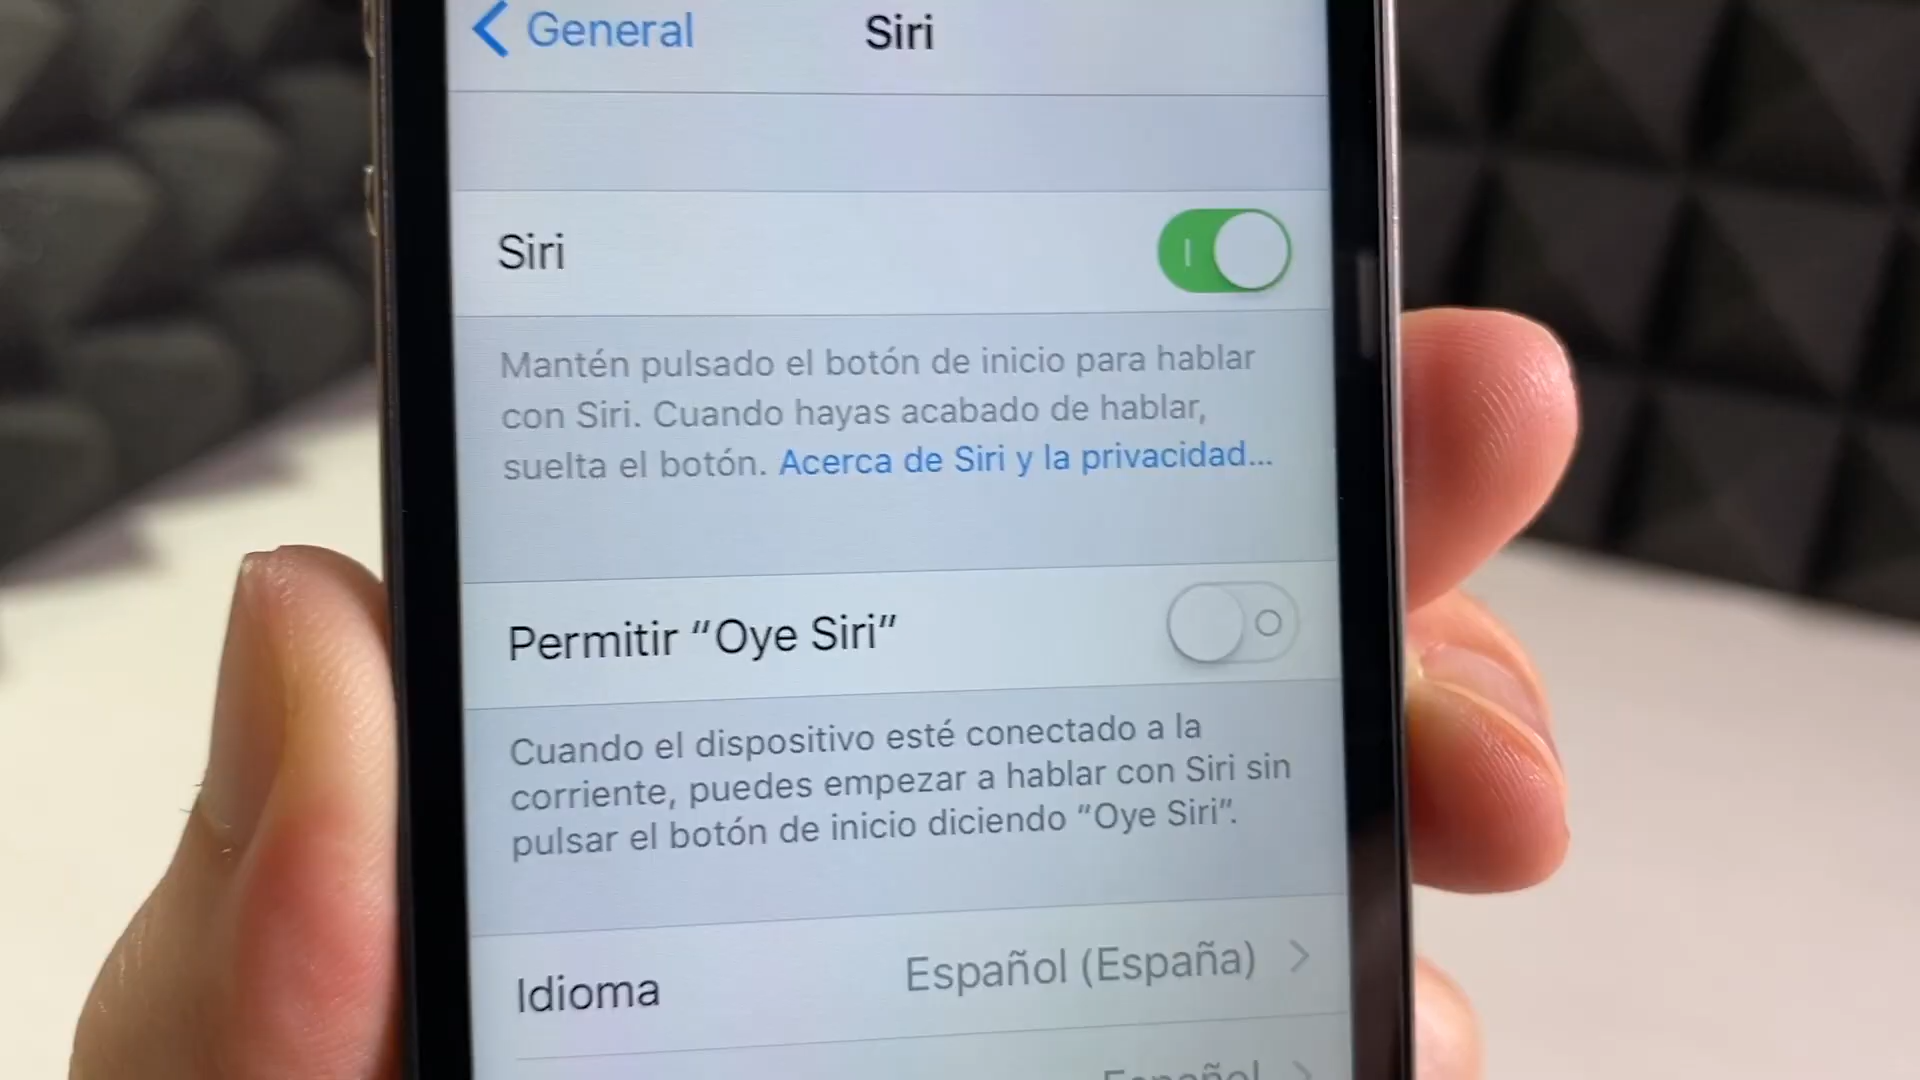 General
Siri
Siri
Mantén pulsado el botón de inicio para hablar
con Siri. Cuando hayas acabado de hablar,
suelta el botón. Acerca de Siri y la privacidad...
Permitir “Oye Siri”
Cuando el dispositivo esté conectado a la
corriente, puedes empezar a hablar con Siri sin
pulsar el botón de inicio diciendo “Oye Siri”.
Idioma Español (España)
Español